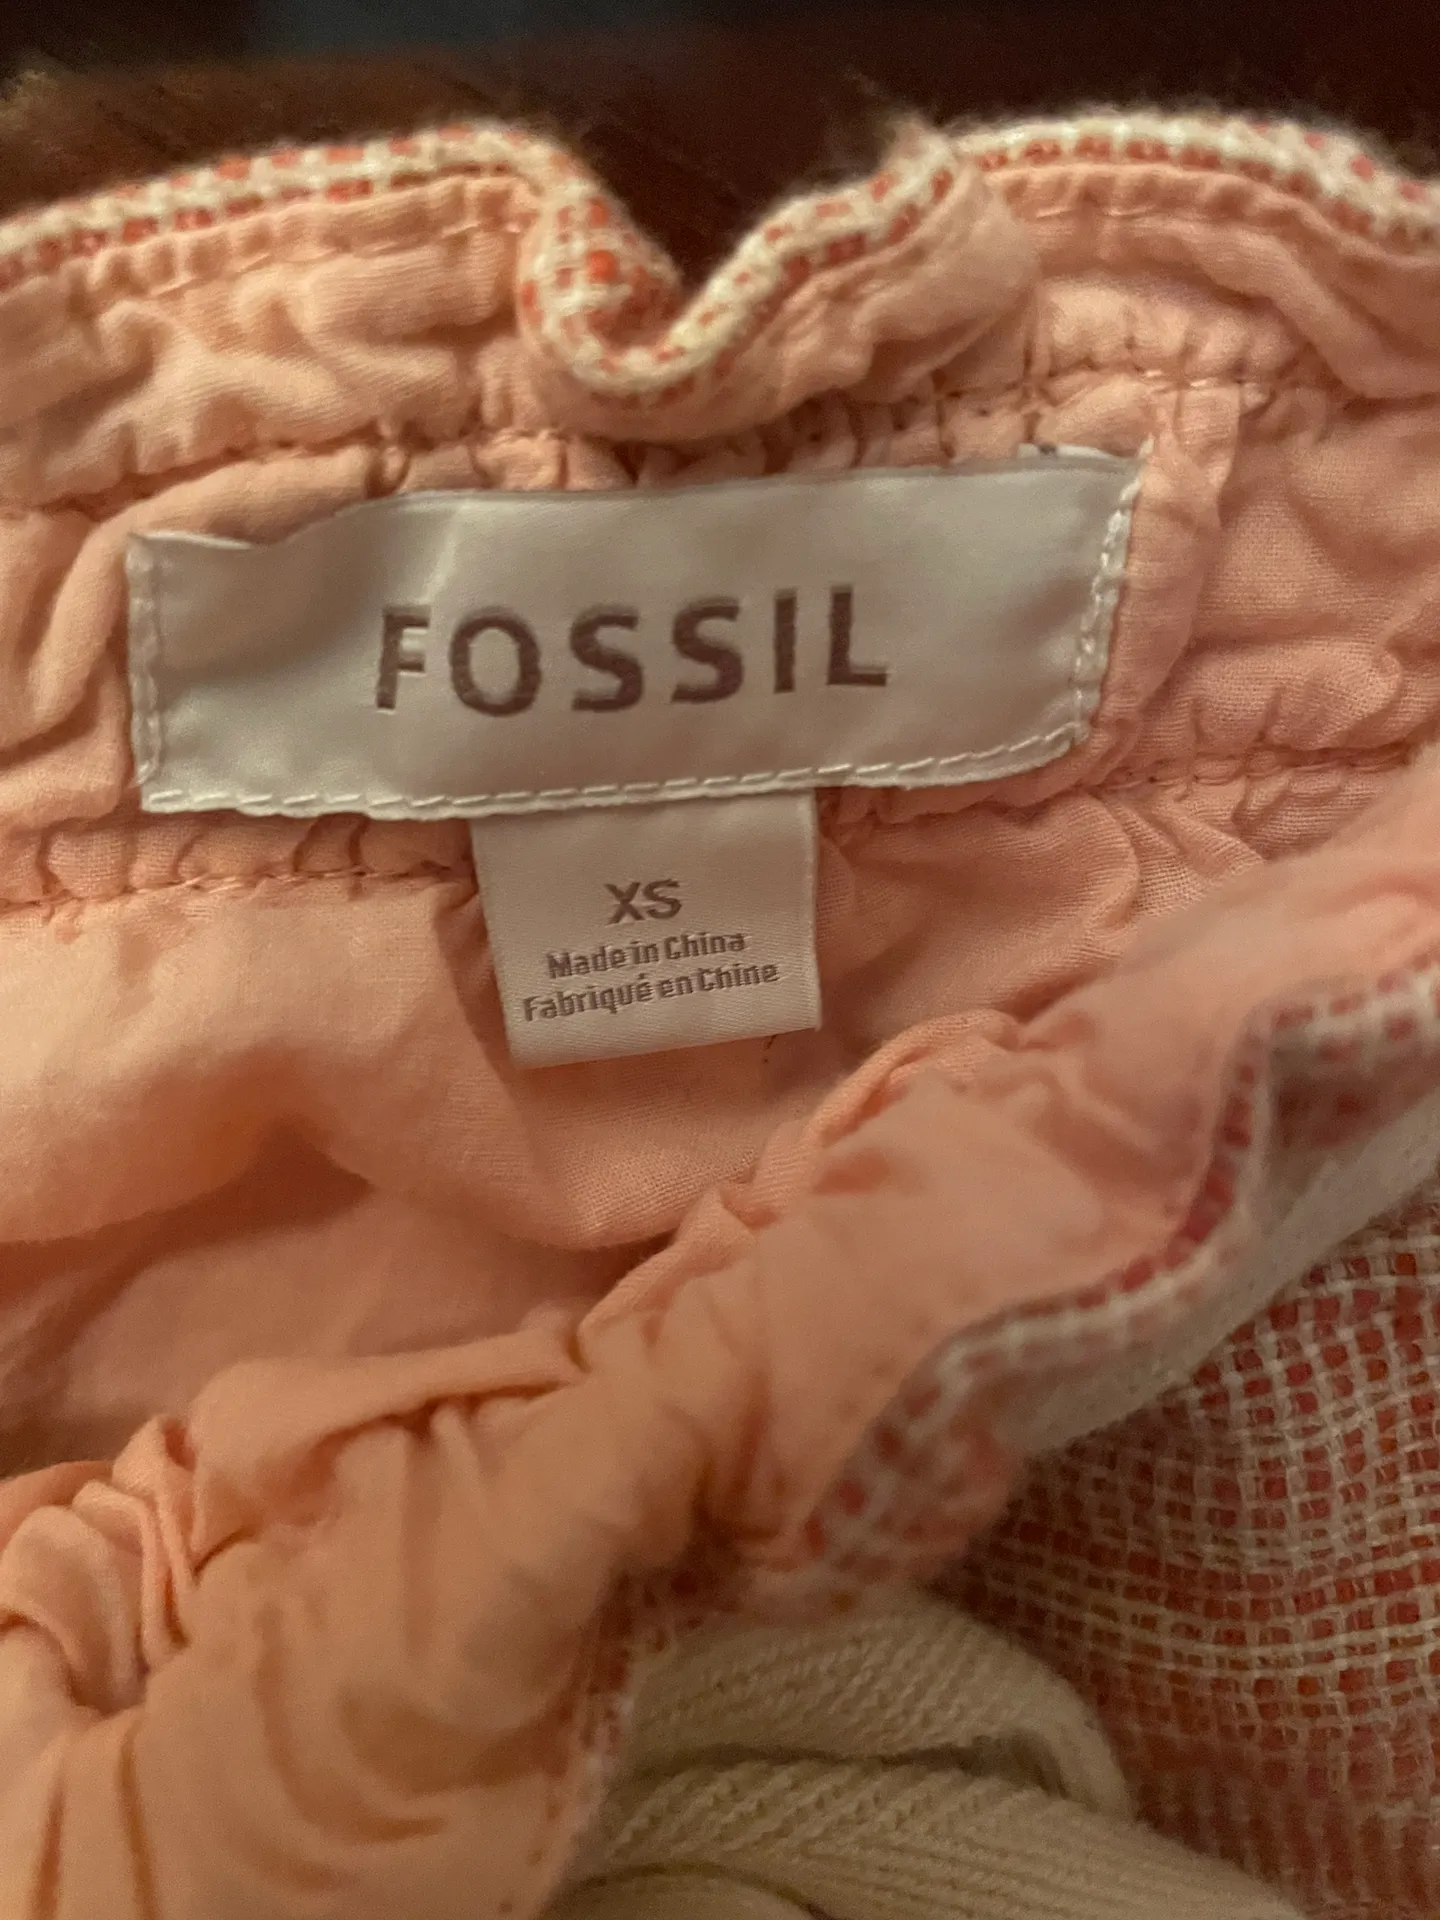 FOSSIL
XS
Made in China
Fabriqué en Chine